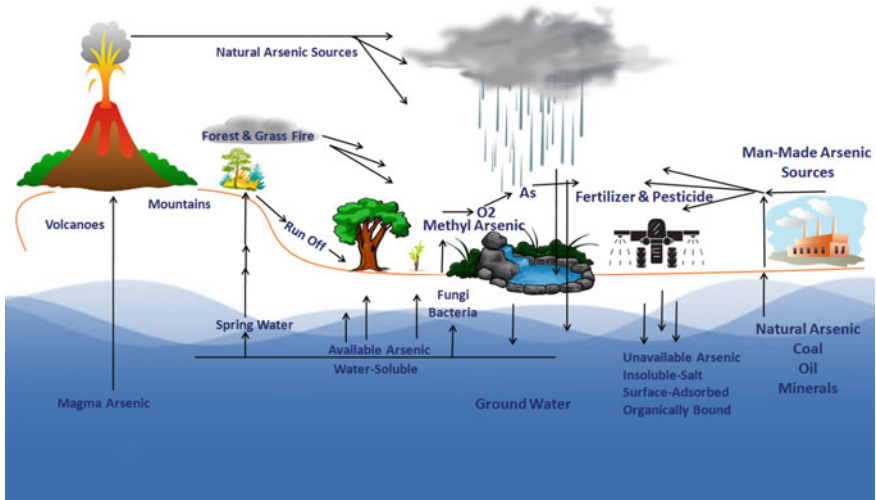 Natural Arsenic Sources
Forest & Grass Fire
Man-Made Arsenic
Sources
As
Fertilizer & Pesticide
O2
Methyl Arsenic
Mountains
Volcanoes
Run Off
Fungi
Bacteria
Spring Water
Available Arsenic
Water-Soluble
Natural Arsenic
Coal
Oil
Minerals
Unavailable Arsenic
Insoluble-Salt
Surface-Adsorbed
Organically Bound
Magma Arsenic
Ground Water